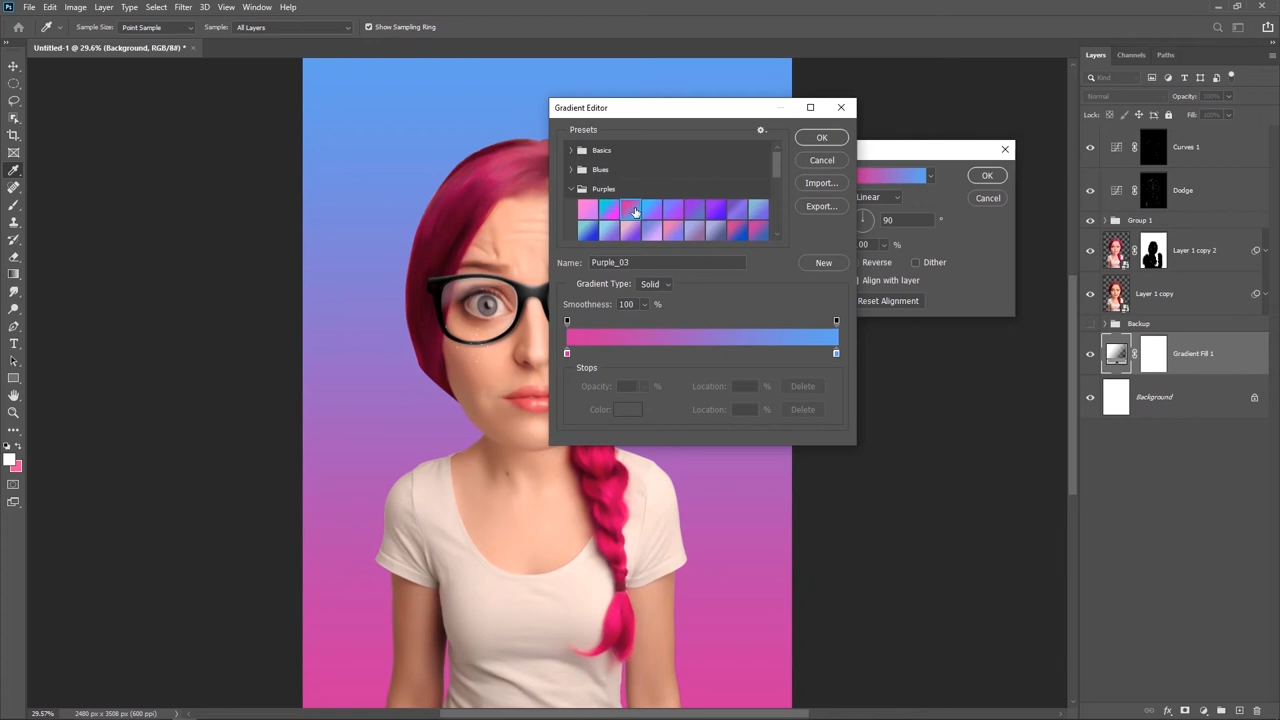 Ps File Edit Image Layer Type Select Filter 3D View Window Help
Sample Size: Point Sample Sample: All Layers Show Sampling Ring
Untitled-1 @ 29.6% (Background, RGB/8#) * ×
Layers Channels Paths
Kind
Normal Opacity: 100%
Lock: Fill: 100%
Curves 1
Dodge
Group 1
Layer 1 copy 2
Layer 1 copy
Backup
Gradient Fill 1
Background
Gradient Editor
Presets
Basics
Blues
Purples
OK
Cancel
Import...
Export...
Name: Purple_03 New
Gradient Type: Solid
Smoothness: 100 %
Stops
Opacity: % Location: % Delete
Color: Location: % Delete
OK
Linear Cancel
90 °
00 %
Reverse Dither
Align with layer
Reset Alignment
29.57% 2480 px x 3508 px (600 ppi)